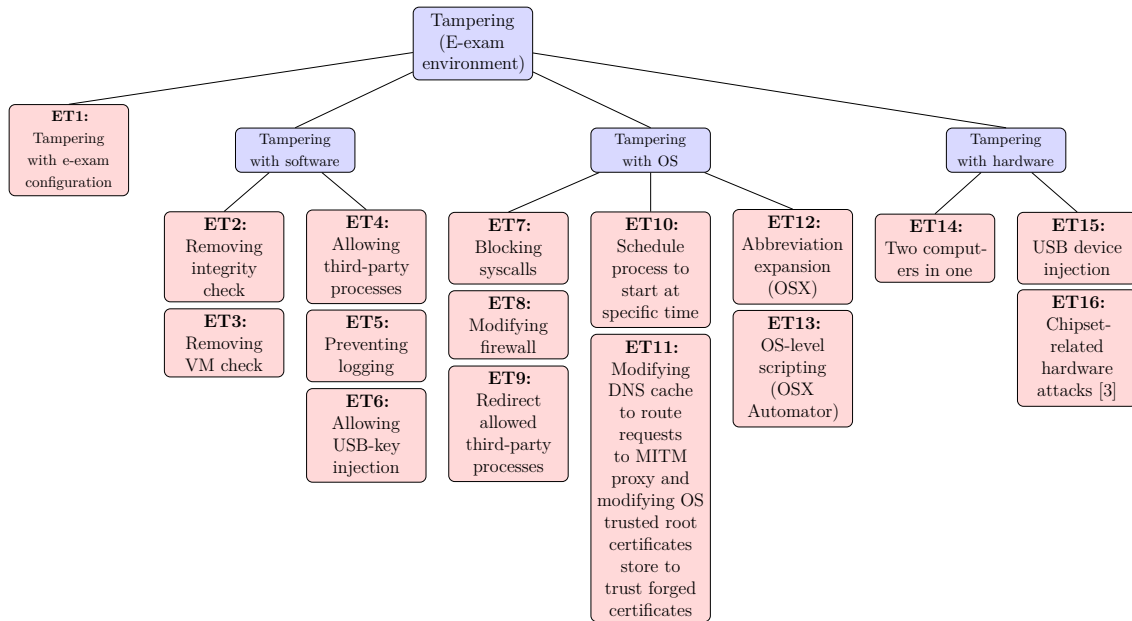 Tampering
(E-exam
environment)
ET1:
Tampering
with e-exam
configuration
Tampering
with software
Tampering
with OS
Tampering
with hardware
ET2:
Removing
integrity
check
ET3:
Removing
VM check
ET4:
Allowing
third-party
processes
ET5:
Preventing
logging
ET6:
Allowing
USB-key
injection
ET7:
Blocking
syscalls
ET8:
Modifying
firewall
ET9:
Redirect
allowed
third-party
processes
ET10:
Schedule
process to
start at
specific time
ET11:
Modifying
DNS cache
to route
requests
to MITM
proxy and
modifying OS
trusted root
certificates
store to
trust forged
certificates
ET12:
Abbreviation
expansion
(OSX)
ET13:
OS-level
scripting
(OSX
Automator)
ET14:
Two comput-
ers in one
ET15:
USB device
injection
ET16:
Chipset-
related
hardware
attacks [3]